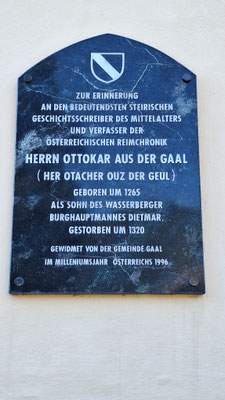 ZUR ERINNERUNG
AN DEN BEDEUTENDSTEN STEIRISCHEN
GESCHICHTSSCHREIBER DES MITTELALTERS
UND VERFASSER DER
ÖSTERREICHISCHEN REIMCHRONIK
HERRN OTTOKAR AUS DER GAAL
( HER OTACHER OUZ DER GEUL )
GEBOREN UM 1265
ALS SOHN DES WASSERBERGER
BURGHAUPTMANNES DIETMAR.
GESTORBEN UM 1320
GEWIDMET VON DER GEMEINDE GAAL
IM MILLENIUMSJAHR ÖSTERREICHS 1996